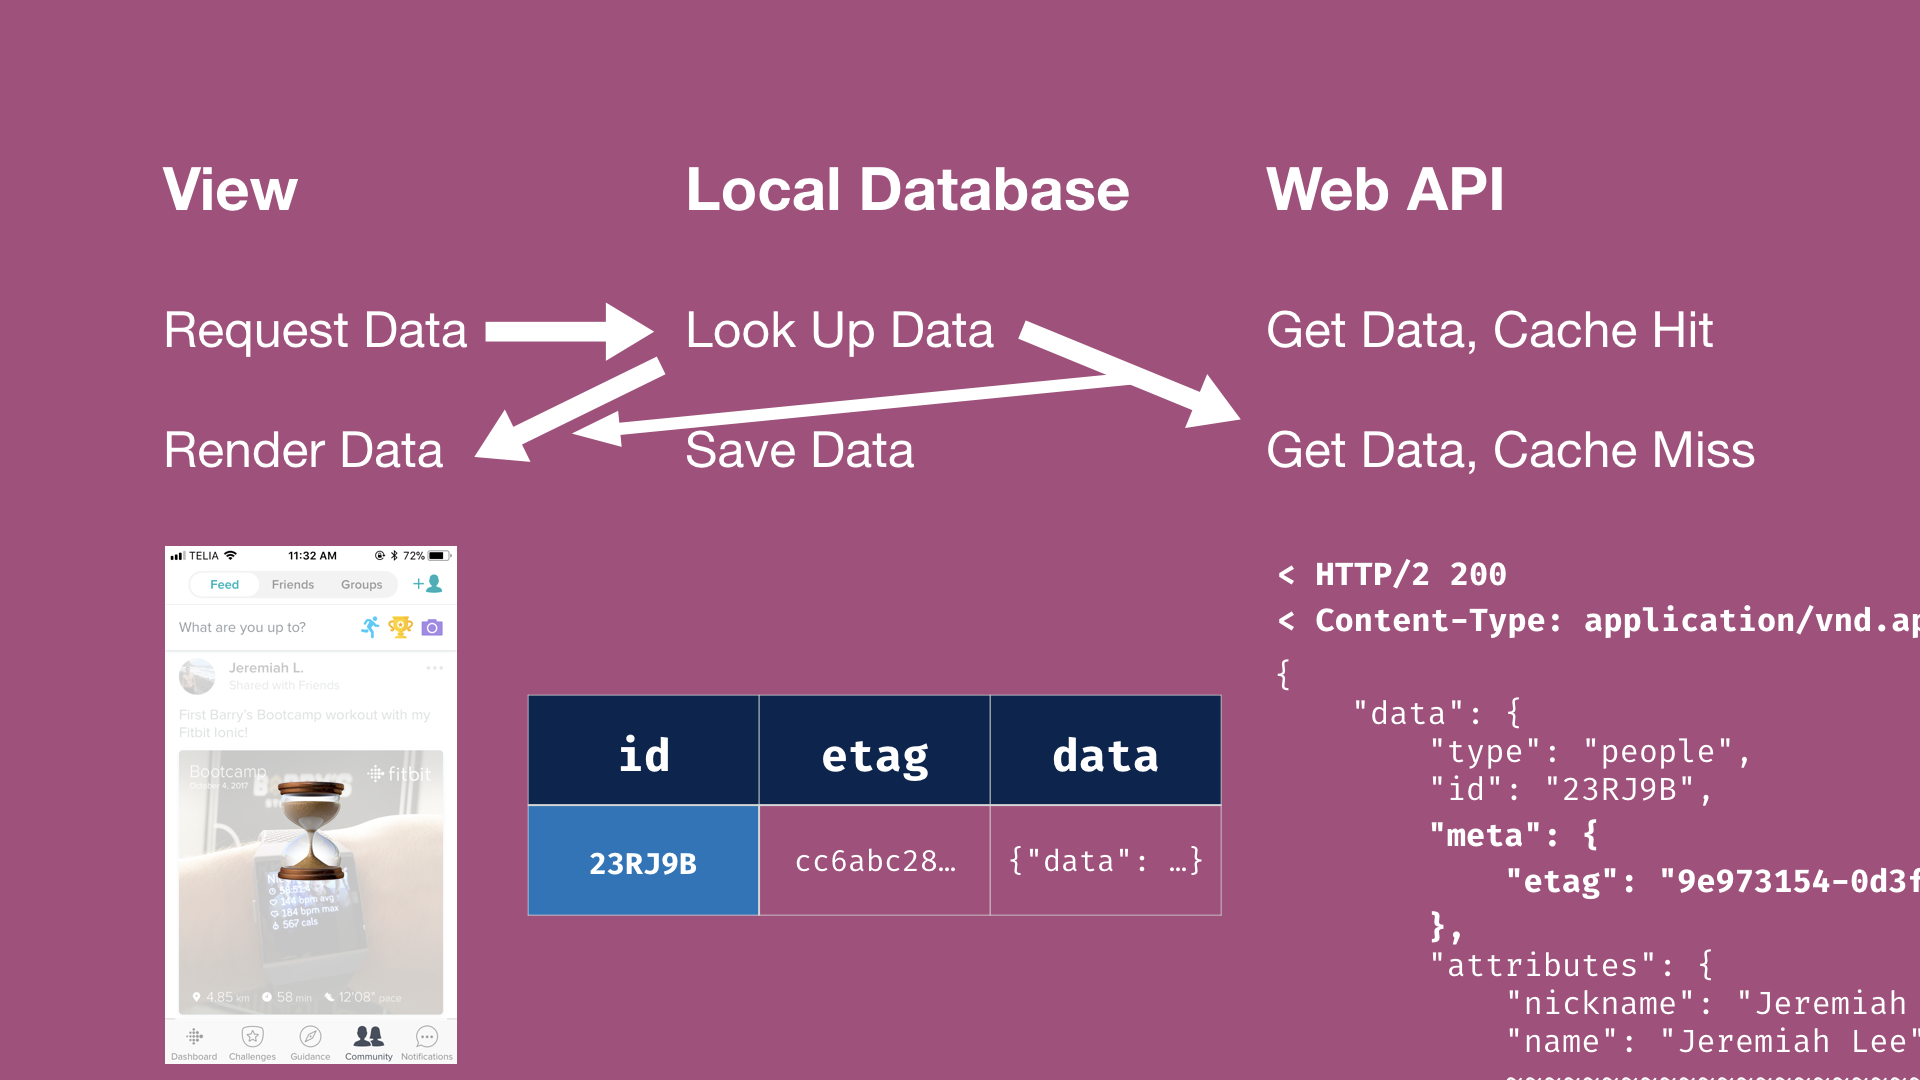 View
Local Database
Web API
Request Data
Look Up Data
Get Data, Cache Hit
Render Data
Save Data
Get Data, Cache Miss
TELIA
11:32 AM
72%
Feed
Friends
Groups
What are you up to?
Jeremiah L.
Shared with Friends
First Barry's Bootcamp workout with my
Fitbit Ionic!
Bootcamp
October 4, 2017
fitbit
144 bpm avg
184 bpm max
567 cals
4.85 km
58 min
12'08" pace
Dashboard
Challenges
Guidance
Community
Notifications
id
etag
data
23RJ9B
cc6abc28…
{"data": …}
< HTTP/2 200
< Content-Type: application/vnd.ap
{
"data": {
"type": "people",
"id": "23RJ9B",
"meta": {
"etag": "9e973154-0d3f
},
"attributes": {
"nickname": "Jeremiah
"name": "Jeremiah Lee"